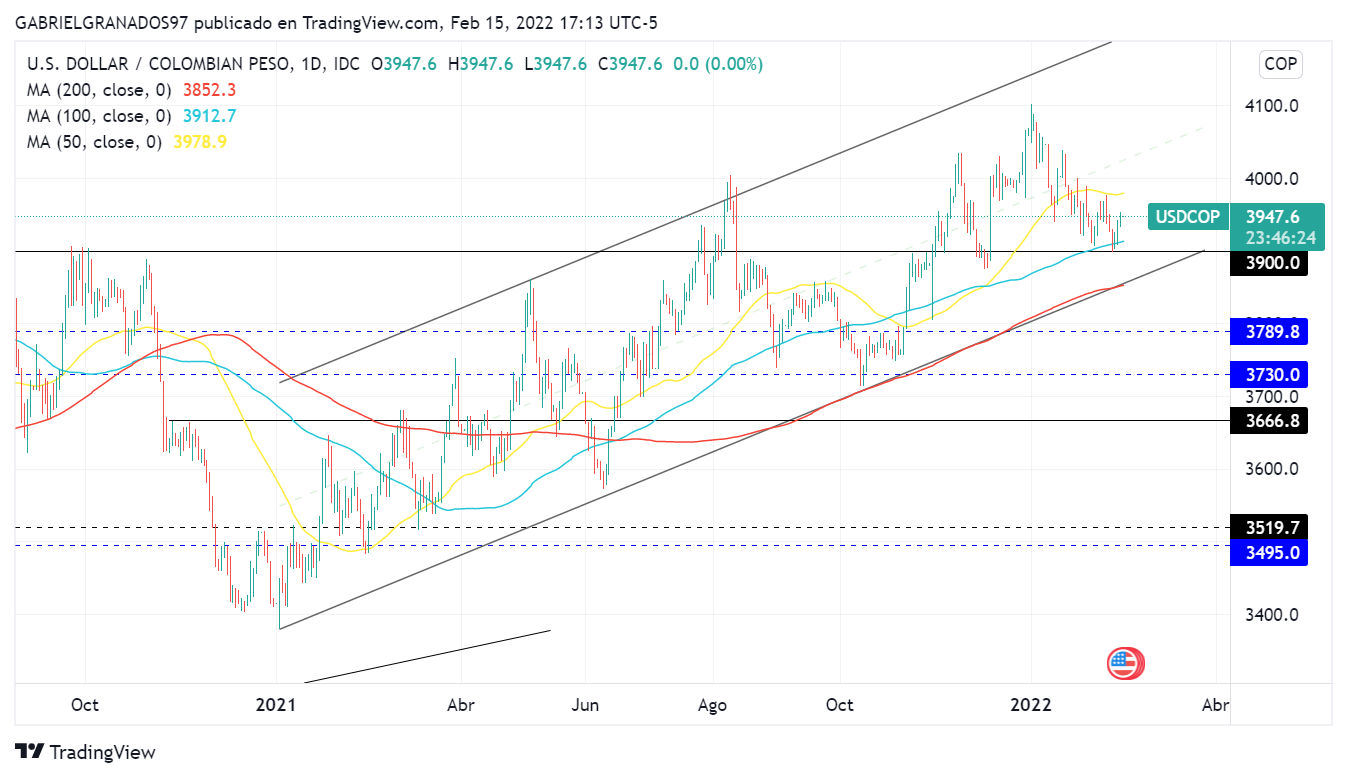 GABRIELGRANADOS97 publicado en TradingView.com, Feb 15, 2022 17:13 UTC-5
U.S. DOLLAR / COLOMBIAN PESO, 1D, IDC O3947.6 H3947.6 L3947.6 C3947.6 0.0 (0.00%)
COP
MA (200, close, 0) 3852.3
MA (100, close, 0) 3912.7
MA (50, close, 0) 3978.9
4100.0
4000.0
USDCOP 3947.6
23:46:24
3900.0
3789.8
3730.0
3700.0
3666.8
3600.0
3519.7
3495.0
3400.0
Oct 2021 Abr Jun Ago Oct 2022 Abr
TradingView